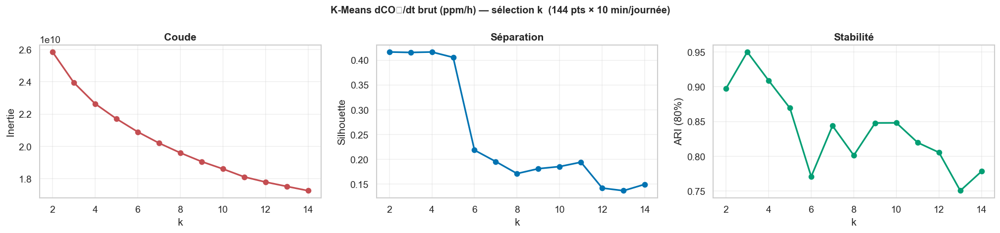 K-Means dCO□/dt brut (ppm/h) — sélection k  (144 pts × 10 min/journée)
Coude
1e10
2.6
2.4
2.2
2.0
1.8
Inertie
2 4 6 8 10 12 14
k
Séparation
0.40
0.35
0.30
0.25
0.20
0.15
Silhouette
2 4 6 8 10 12 14
k
Stabilité
0.95
0.90
0.85
0.80
0.75
ARI (80%)
2 4 6 8 10 12 14
k